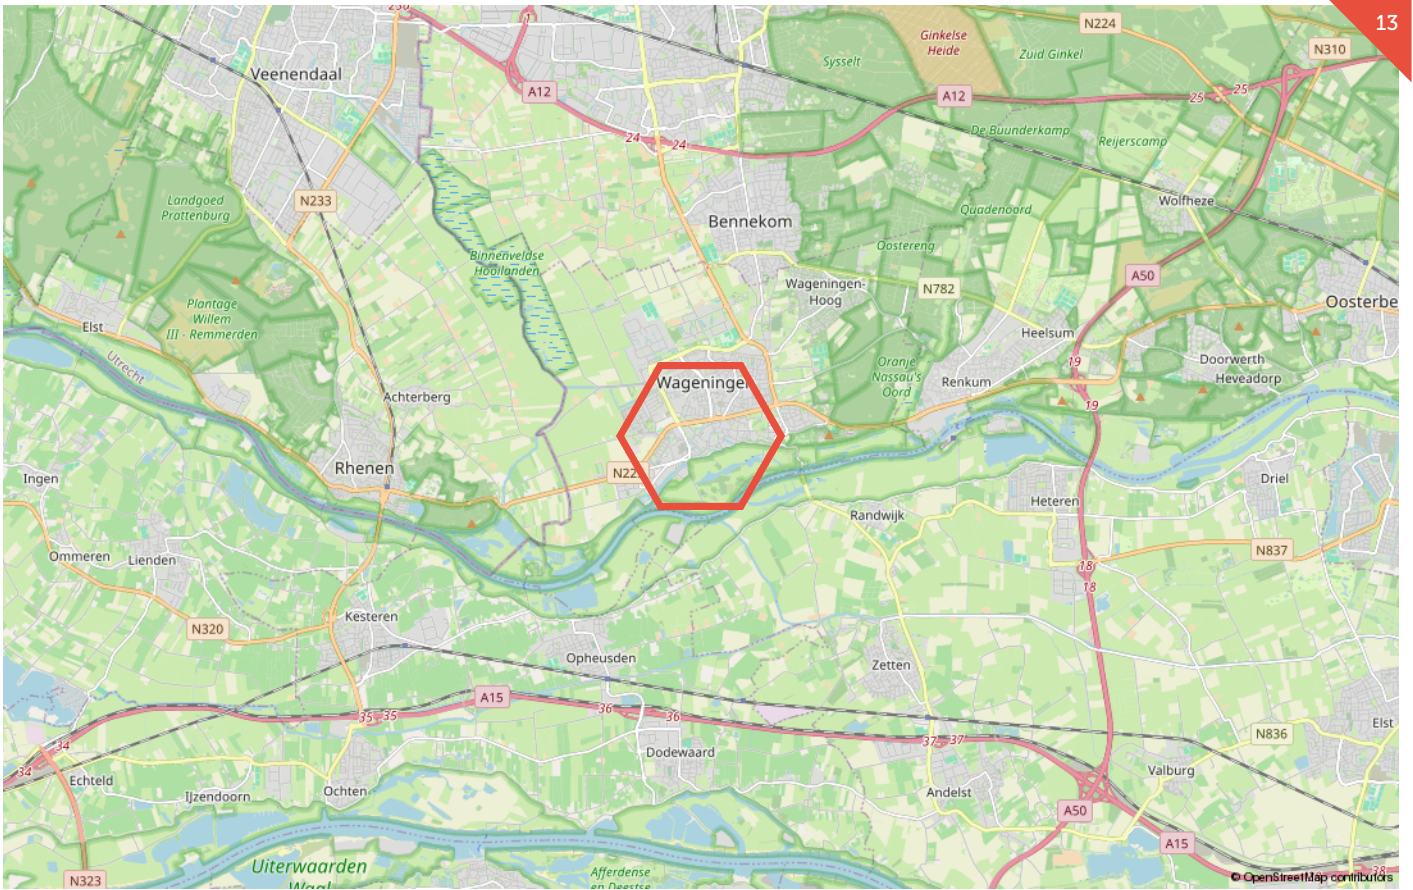 13
230
1
N224
Ginkelse
Heide
Zuid Ginkel
N310
Sysselt
Veenendaal
A12
A12
25
25
24
24
De Buunderkamp
Reijerscamp
N233
Landgoed
Prattenburg
Wolfheze
Quadenoord
Bennekom
Oostereng
Binnenveldse
Hooilanden
A50
Wageningen-
Hoog
N782
Plantage
Willem
III - Remmerden
Oosterbe
Elst
Heelsum
Utrecht
19
Oranje
Nassau's
Oord
Doorwerth
Heveadorp
Wageningen
Renkum
Achterberg
19
Rhenen
N22
Ingen
Driel
Heteren
Randwijk
Ommeren
Lienden
N837
18
18
Kesteren
N320
Opheusden
Zetten
A15
35
35
36
36
Elst
34
37
37
N836
Dodewaard
34
Echteld
Valburg
IJzendoorn
Ochten
Andelst
A50
A15
Uiterwaarden
Waal
Afferdense
en Deestse
38
N323
© OpenStreetMap contributors